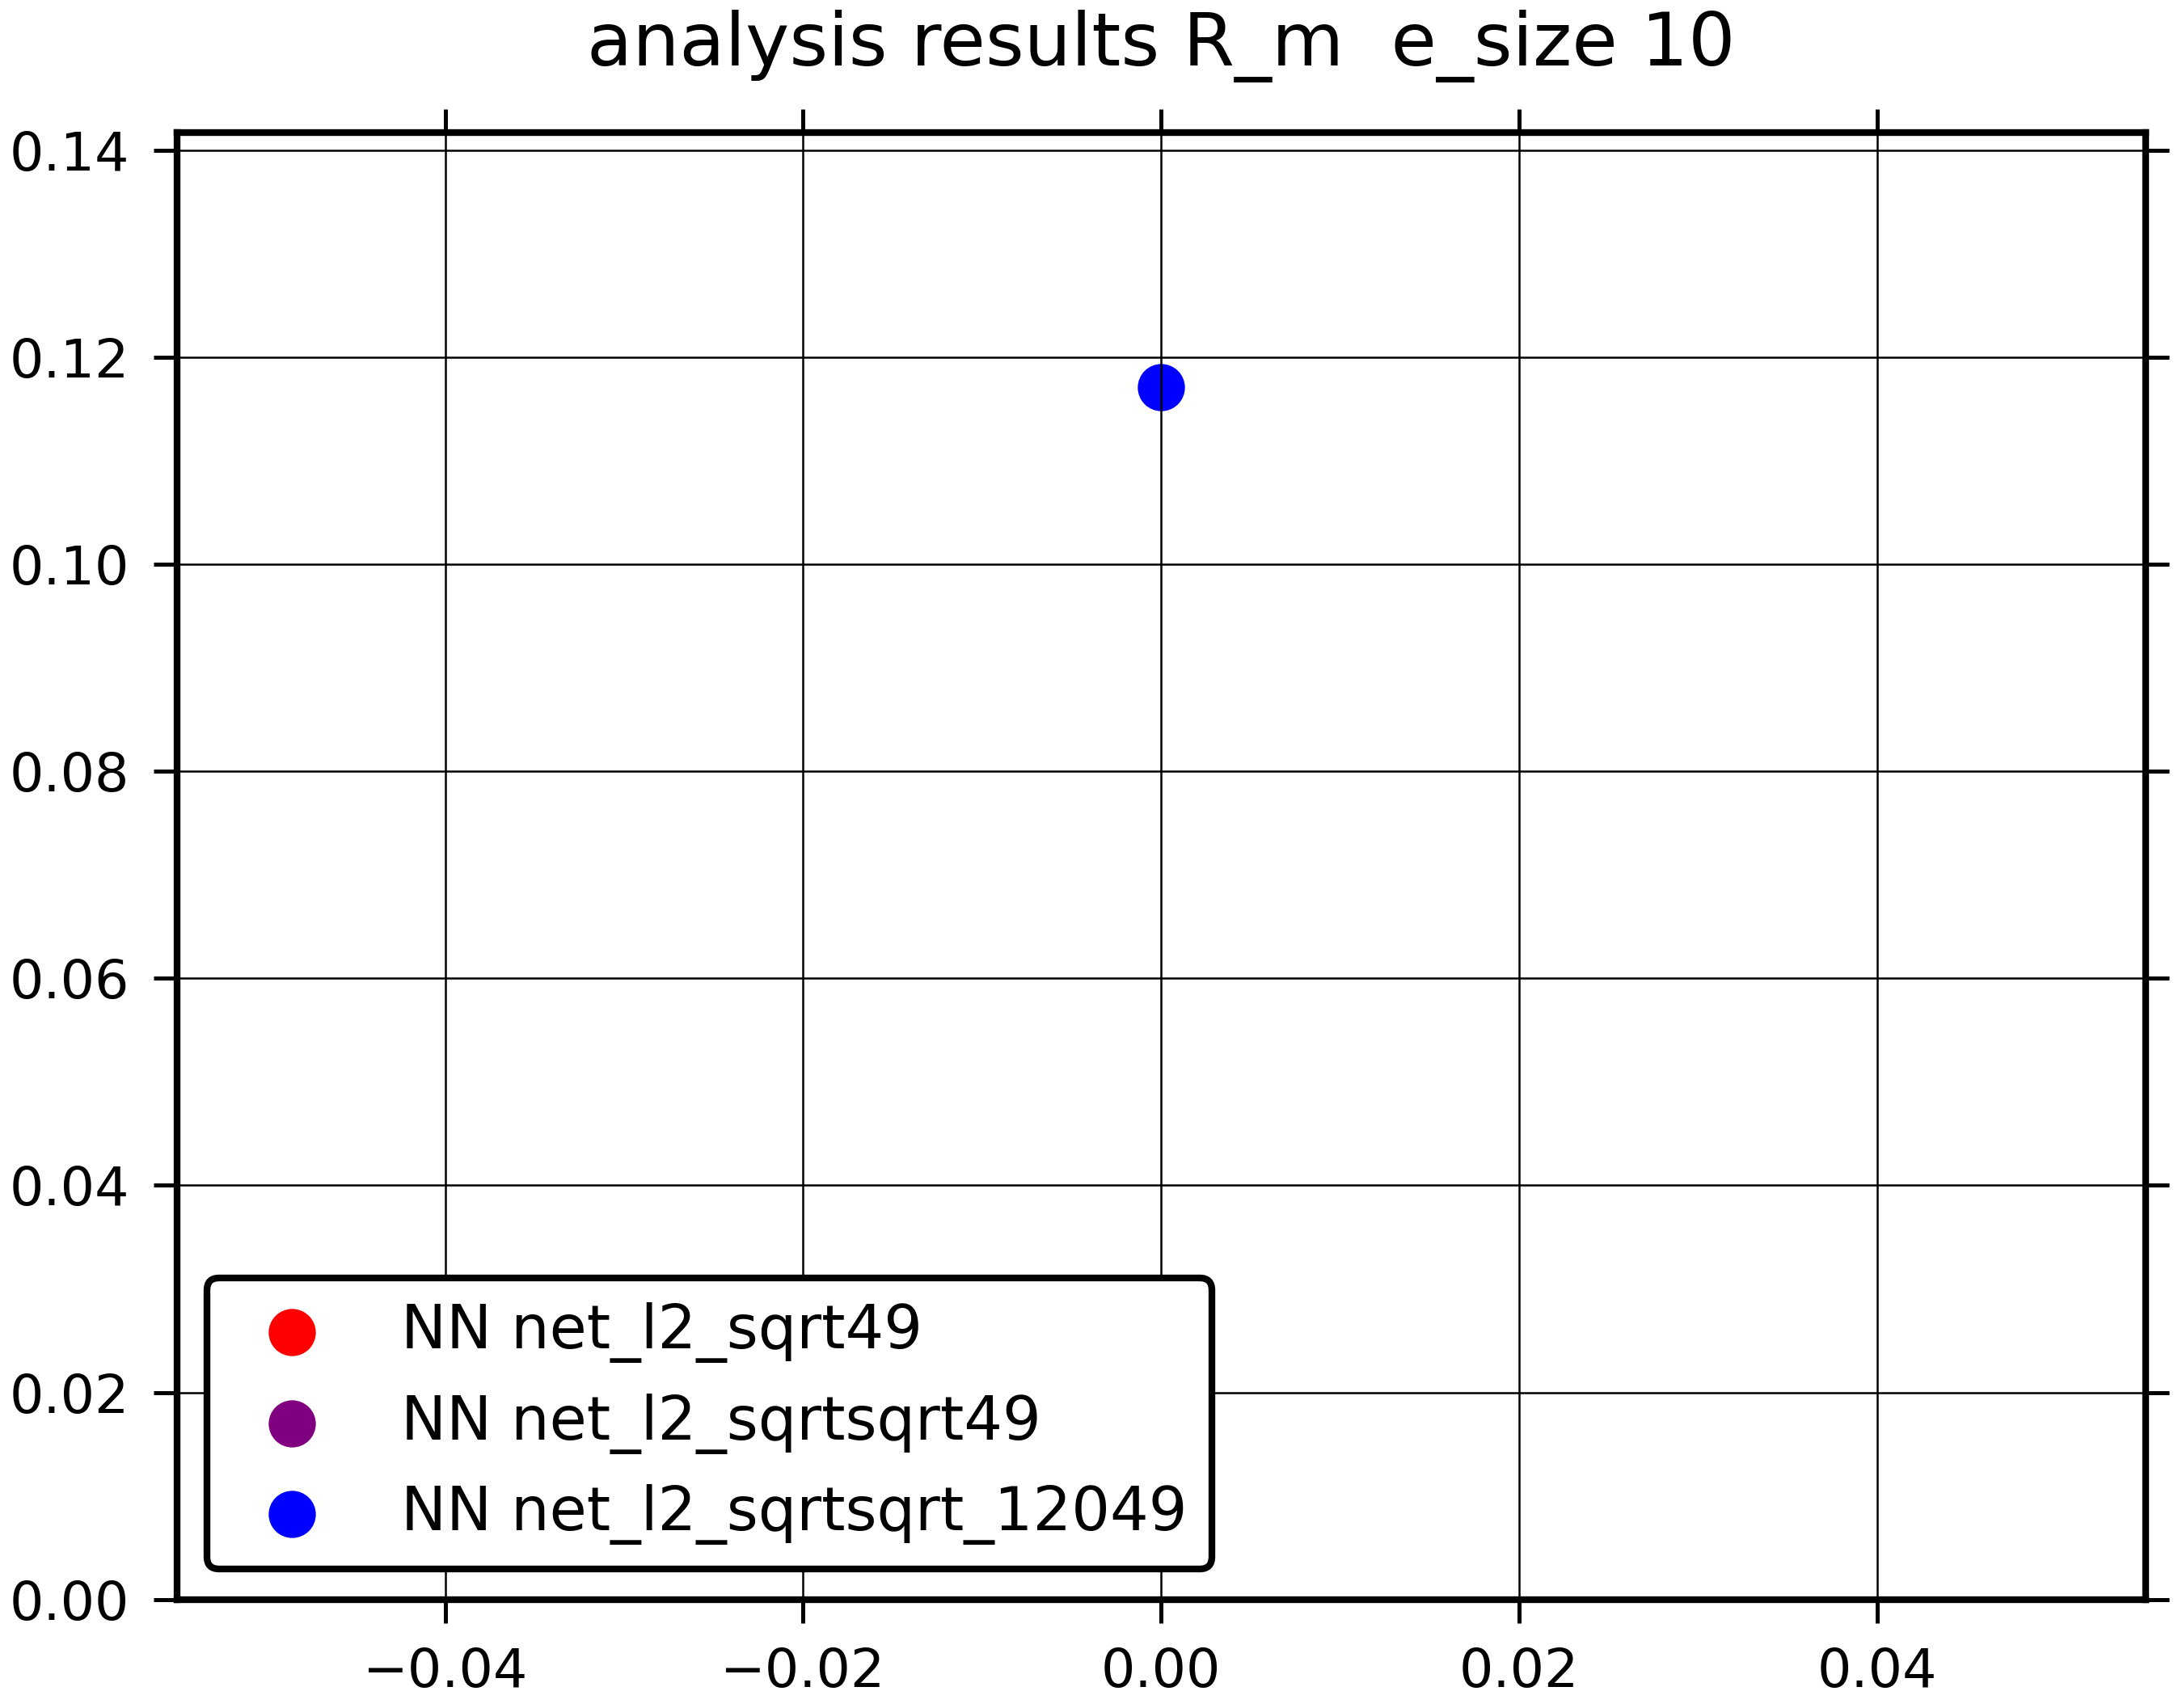 analysis results R_m  e_size 10
0.14
0.12
0.10
0.08
0.06
0.04
0.02
0.00
NN net_l2_sqrt49
NN net_l2_sqrtsqrt49
NN net_l2_sqrtsqrt_12049
−0.04 −0.02 0.00 0.02 0.04